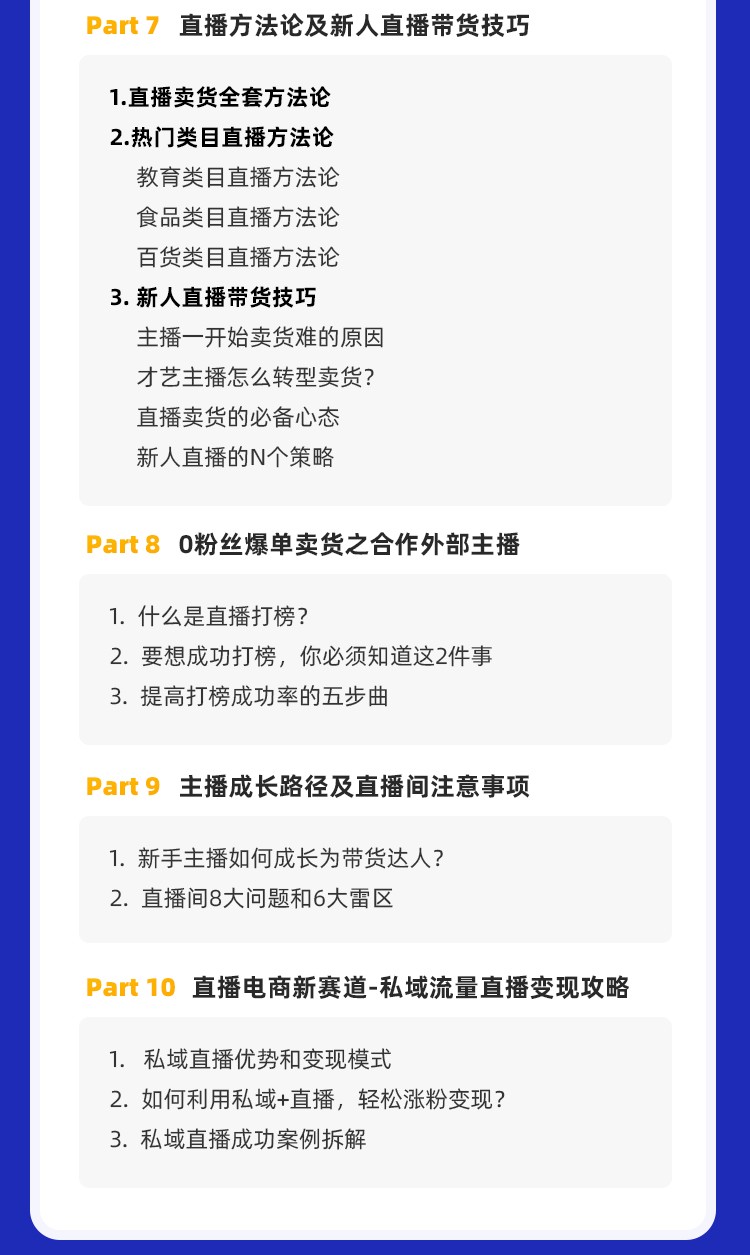 Part 7 直播方法论及新人直播带货技巧
1.直播卖货全套方法论
2.热门类目直播方法论
教育类目直播方法论
食品类目直播方法论
百货类目直播方法论
3. 新人直播带货技巧
主播一开始卖货难的原因
才艺主播怎么转型卖货?
直播卖货的必备心态
新人直播的N个策略
Part 8 0粉丝爆单卖货之合作外部主播
1. 什么是直播打榜?
2. 要想成功打榜，你必须知道这2件事
3. 提高打榜成功率的五步曲
Part 9 主播成长路径及直播间注意事项
1. 新手主播如何成长为带货达人?
2. 直播间8大问题和6大雷区
Part 10 直播电商新赛道-私域流量直播变现攻略
1. 私域直播优势和变现模式
2. 如何利用私域+直播，轻松涨粉变现?
3. 私域直播成功案例拆解